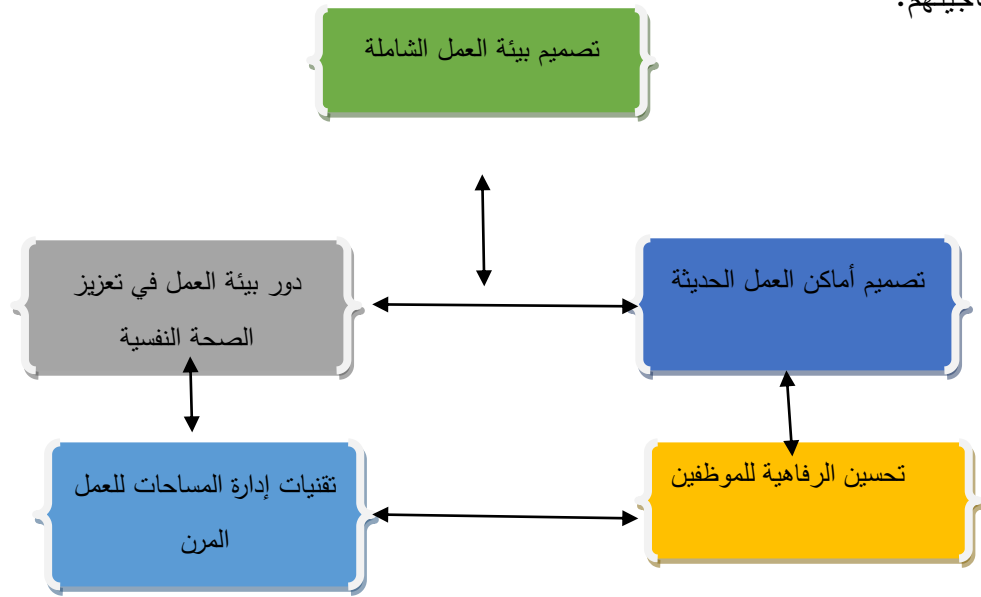 تصميم بيئة العمل الشاملة
تصميم أماكن العمل الحديثة
دور بيئة العمل في تعزيز
الصحة النفسية
تحسين الرفاهية للموظفين
تقنيات إدارة المساحات للعمل
المرن